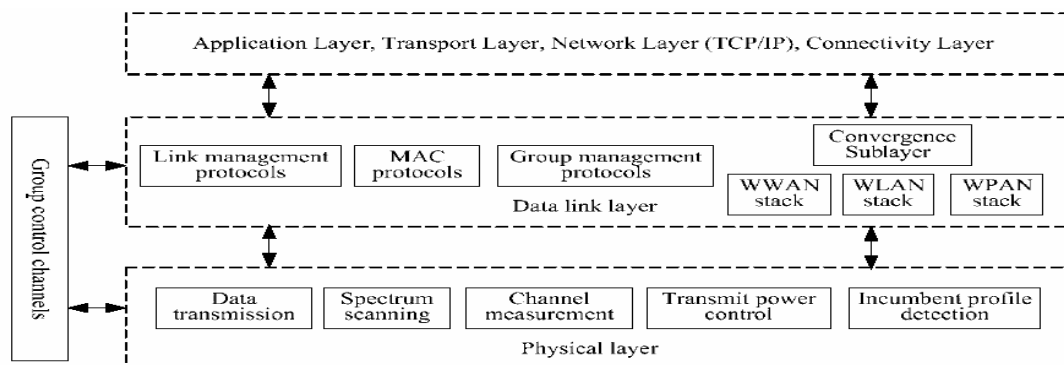 Application Layer, Transport Layer, Network Layer (TCP/IP), Connectivity Layer
Group control channels
Link management
protocols
MAC
protocols
Group management
protocols
Convergence
Sublayer
WWAN
stack
WLAN
stack
WPAN
stack
Data link layer
Data
transmission
Spectrum
scanning
Channel
measurement
Transmit power
control
Incumbent profile
detection
Physical layer